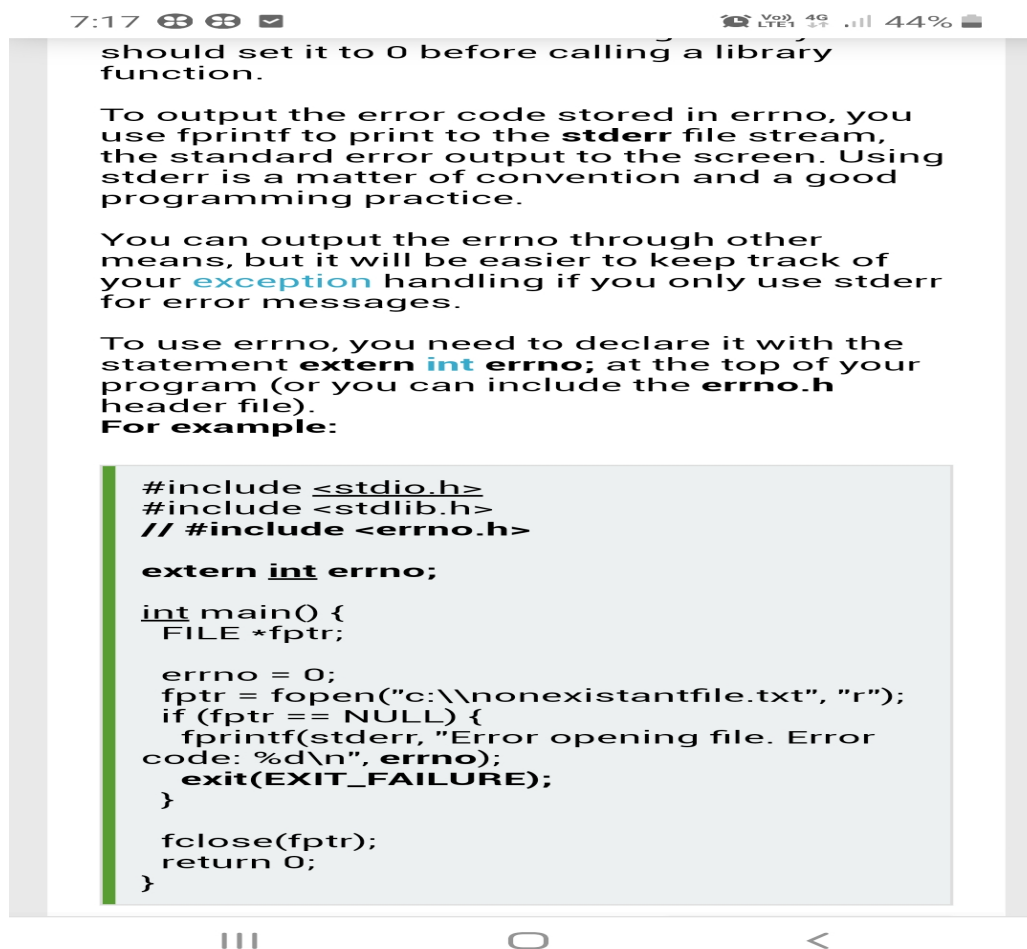 7:17
Vo)) LTE1 4G 44%
should set it to 0 before calling a library
function.
To output the error code stored in errno, you
use fprintf to print to the stderr file stream,
the standard error output to the screen. Using
stderr is a matter of convention and a good
programming practice.
You can output the errno through other
means, but it will be easier to keep track of
your exception handling if you only use stderr
for error messages.
To use errno, you need to declare it with the
statement extern int errno; at the top of your
program (or you can include the errno.h
header file).
For example:
#include <stdio.h>
#include <stdlib.h>
// #include <errno.h>
extern int errno;
int main() {
FILE *fptr;
errno = 0;
fptr = fopen("c:\\nonexistantfile.txt", "r");
if (fptr == NULL) {
fprintf(stderr, "Error opening file. Error
code: %d\n", errno);
exit(EXIT_FAILURE);
}
fclose(fptr);
return 0;
}